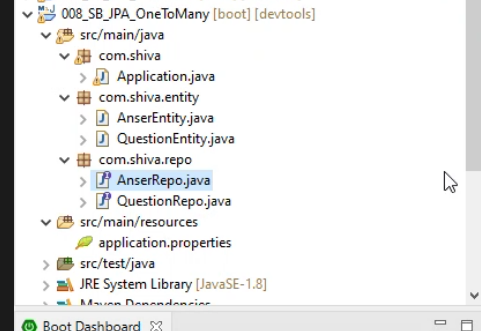 008_SB_JPA_OneToMany [boot] [devtools]
src/main/java
com.shiva
Application.java
com.shiva.entity
AnserEntity.java
QuestionEntity.java
com.shiva.repo
AnserRepo.java
QuestionRepo.java
src/main/resources
application.properties
src/test/java
JRE System Library [JavaSE-1.8]
Maven Dependencies
Boot Dashboard